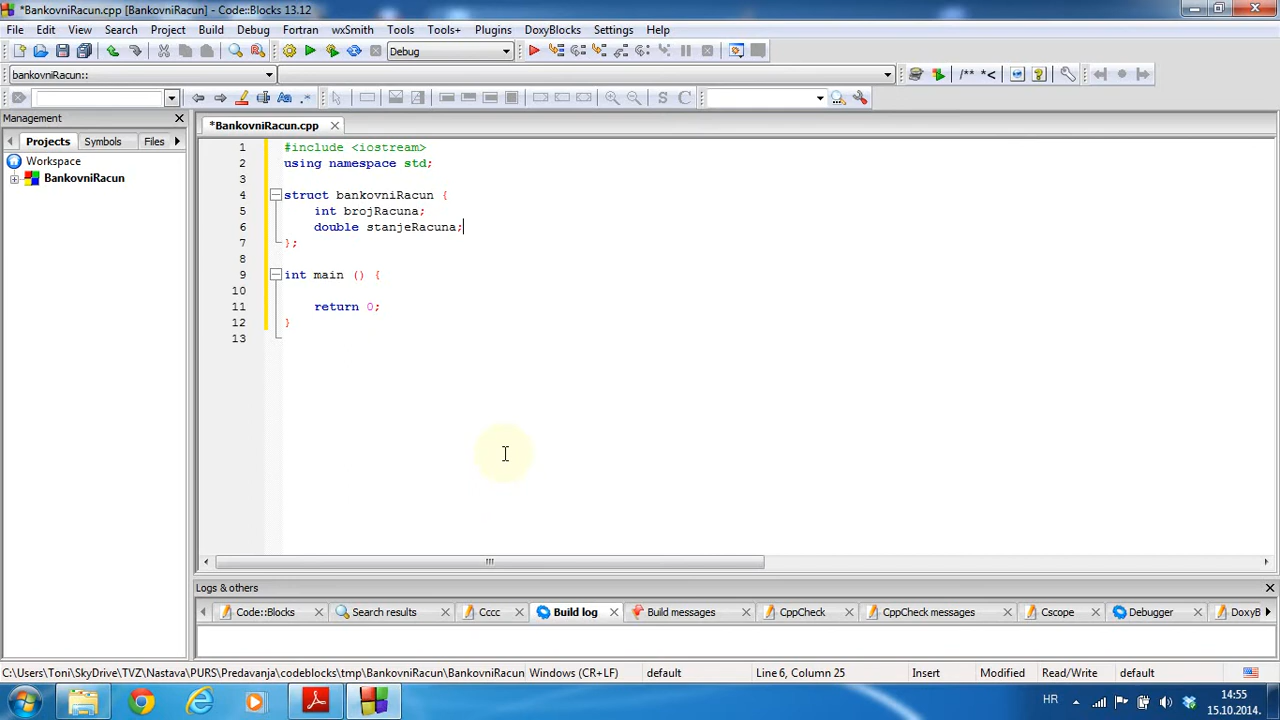 *BankovniRacun.cpp [BankovniRacun] - Code::Blocks 13.12
File Edit View Search Project Build Debug Fortran wxSmith Tools Tools+ Plugins DoxyBlocks Settings Help
Debug
bankovniRacun::
/** *<
Aa .*
S C
Management
*BankovniRacun.cpp
Projects Symbols Files
Workspace
BankovniRacun
1 #include <iostream>
2 using namespace std;
3
4 struct bankovniRacun {
5 int brojRacuna;
6 double stanjeRacuna;
7 };
8
9 int main () {
10
11 return 0;
12 }
13
Logs & others
Code::Blocks Search results Cccc Build log Build messages CppCheck CppCheck messages Cscope Debugger DoxyB
C:\Users\Toni\SkyDrive\TVZ\Nastava\PURS\Predavanja\codeblocks\tmp\BankovniRacun\BankovniRacun Windows (CR+LF) default Line 6, Column 25 Insert Modified Read/Write default
HR 14:55
15.10.2014.